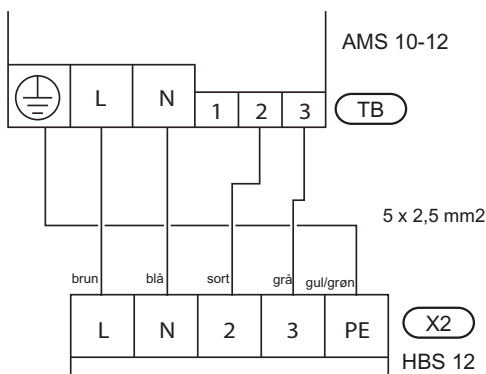 AMS 10-12
L N 1 2 3 TB
5 x 2,5 mm2
brun blå sort grå gul/grøn
L N 2 3 PE X2
HBS 12